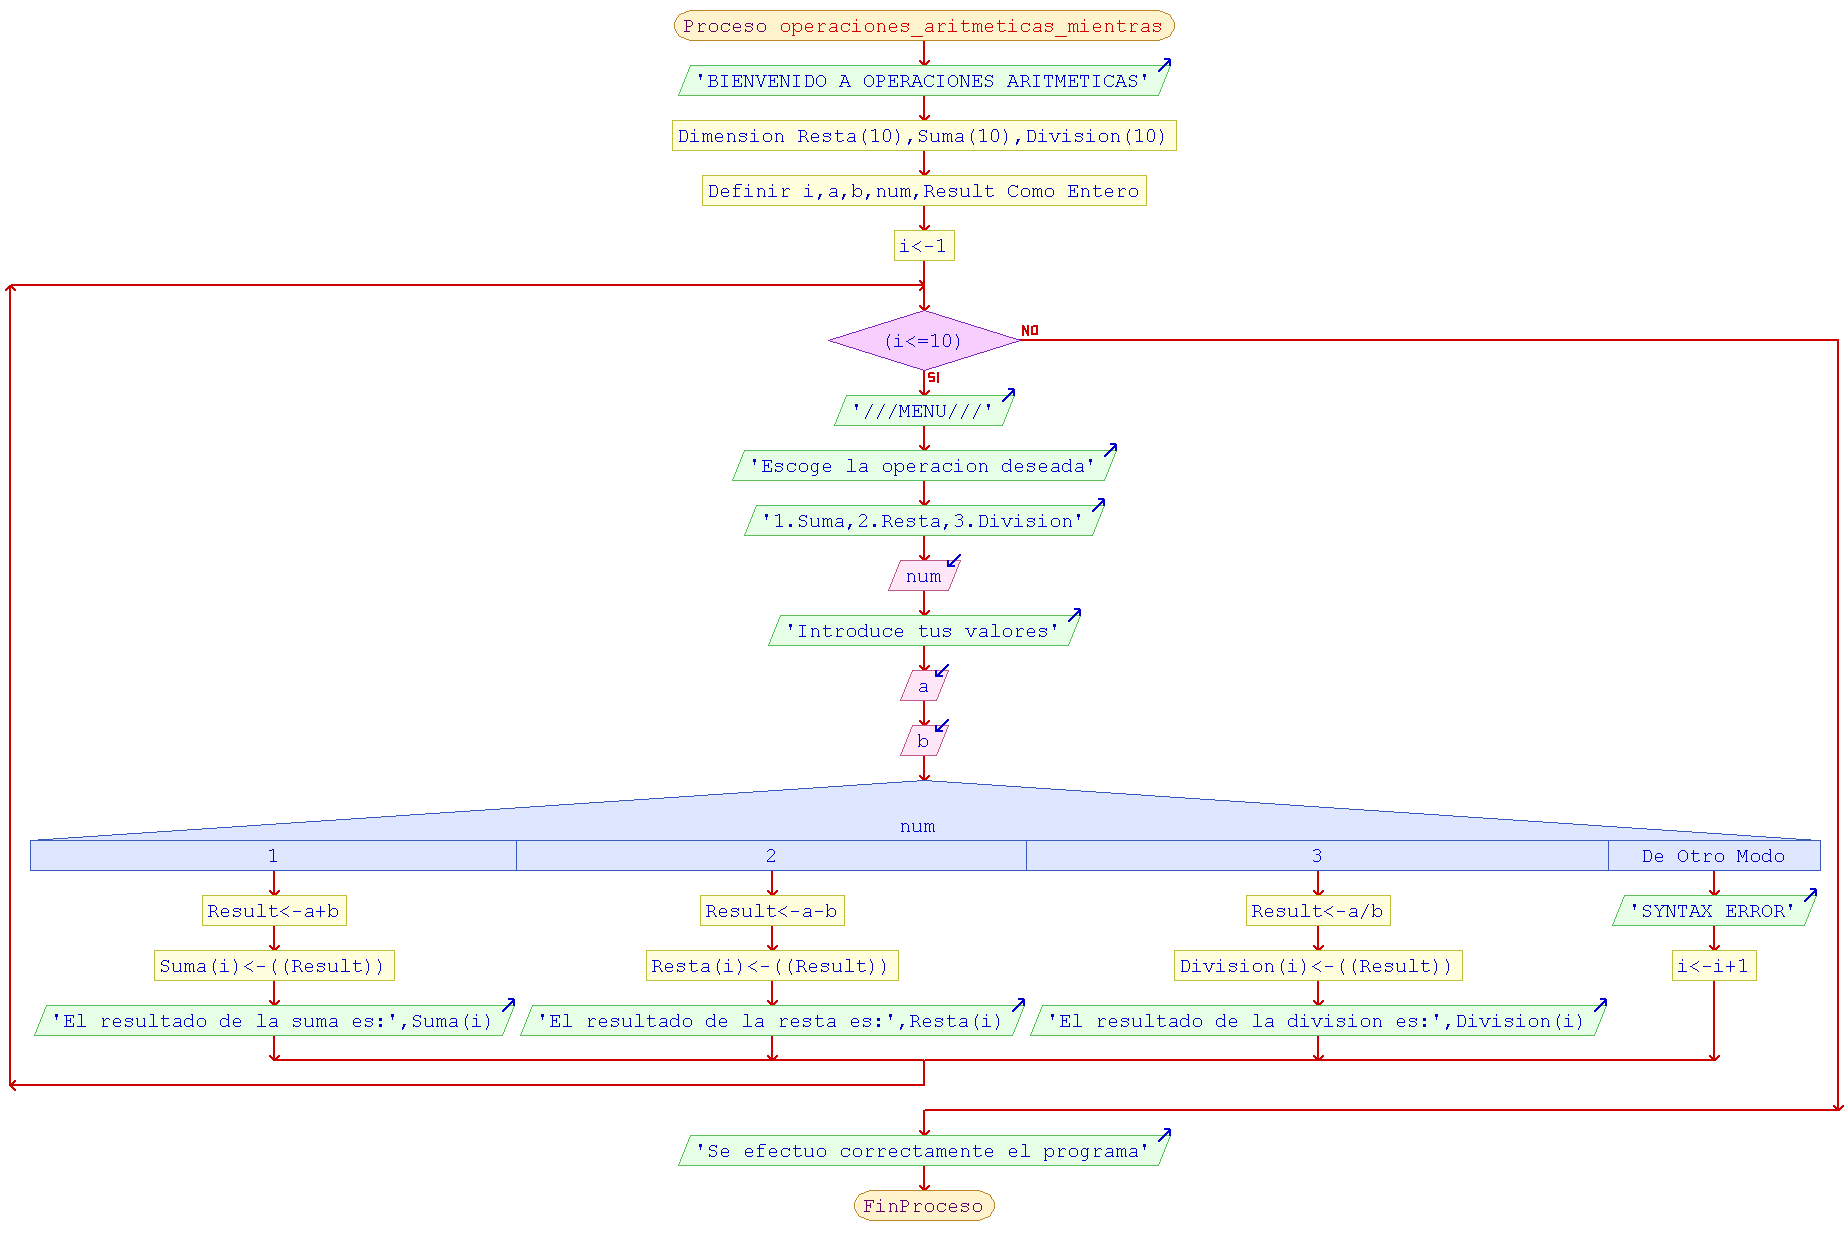 Proceso operaciones_aritmeticas_mientras
'BIENVENIDO A OPERACIONES ARITMETICAS'
Dimension Resta(10),Suma(10),Division(10)
Definir i,a,b,num,Result Como Entero
i<-1
(i<=10)
NO
SI
'///MENU///'
'Escoge la operacion deseada'
'1.Suma,2.Resta,3.Division'
num
'Introduce tus valores'
a
b
num
1 2 3 De Otro Modo
Result<-a+b Result<-a-b Result<-a/b 'SYNTAX ERROR'
Suma(i)<-((Result)) Resta(i)<-((Result)) Division(i)<-((Result)) i<-i+1
'El resultado de la suma es:',Suma(i) 'El resultado de la resta es:',Resta(i) 'El resultado de la division es:',Division(i)
'Se efectuo correctamente el programa'
FinProceso